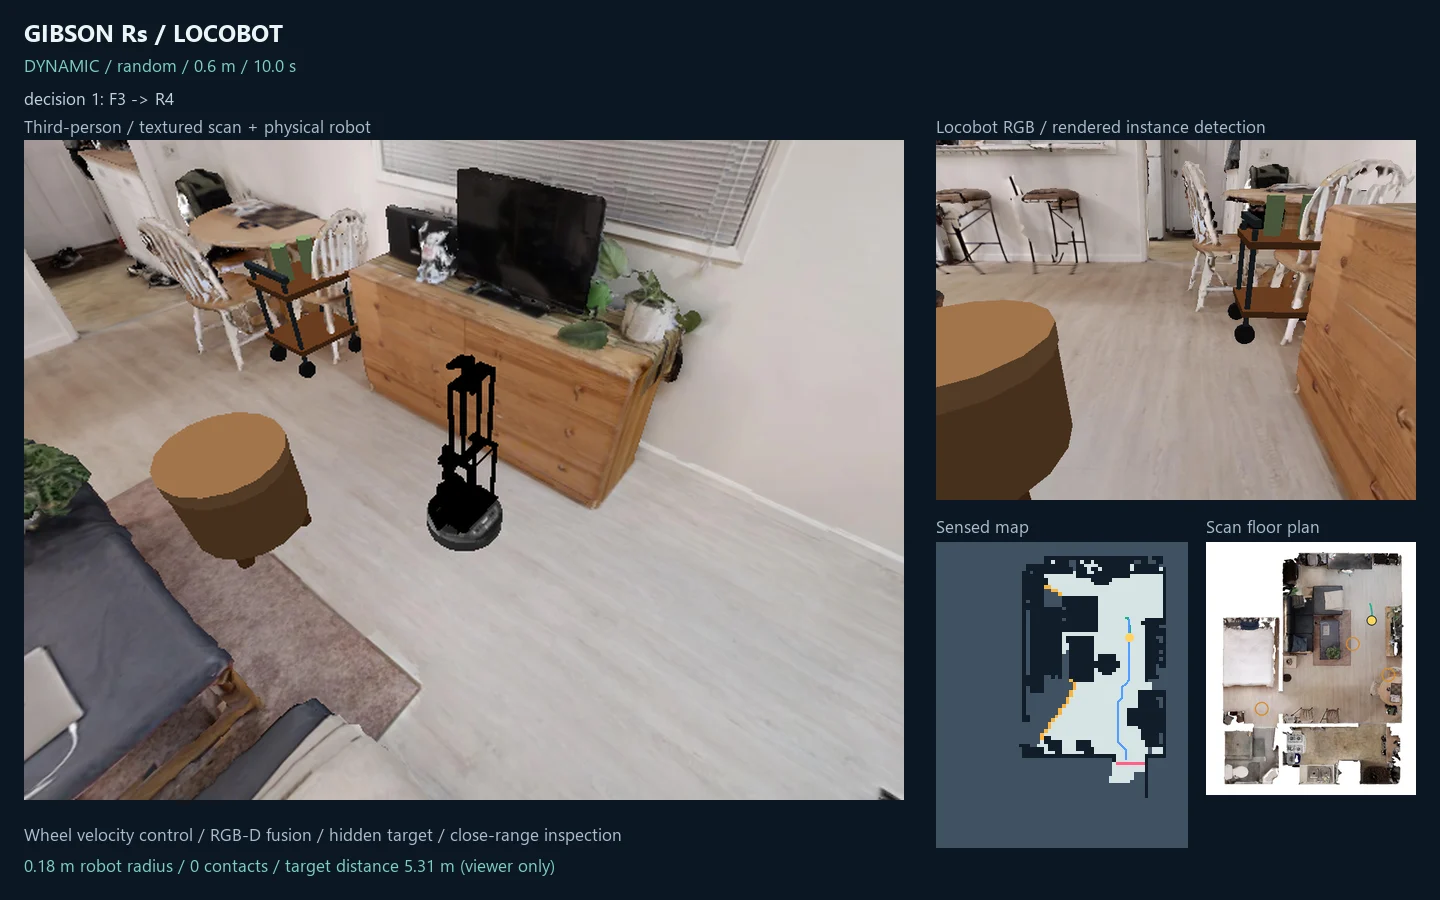 GIBSON Rs / LOCOBOT
DYNAMIC / random / 0.6 m / 10.0 s
decision 1: F3 -> R4
Third-person / textured scan + physical robot
Locobot RGB / rendered instance detection
Sensed map
Scan floor plan
Wheel velocity control / RGB-D fusion / hidden target / close-range inspection
0.18 m robot radius / 0 contacts / target distance 5.31 m (viewer only)